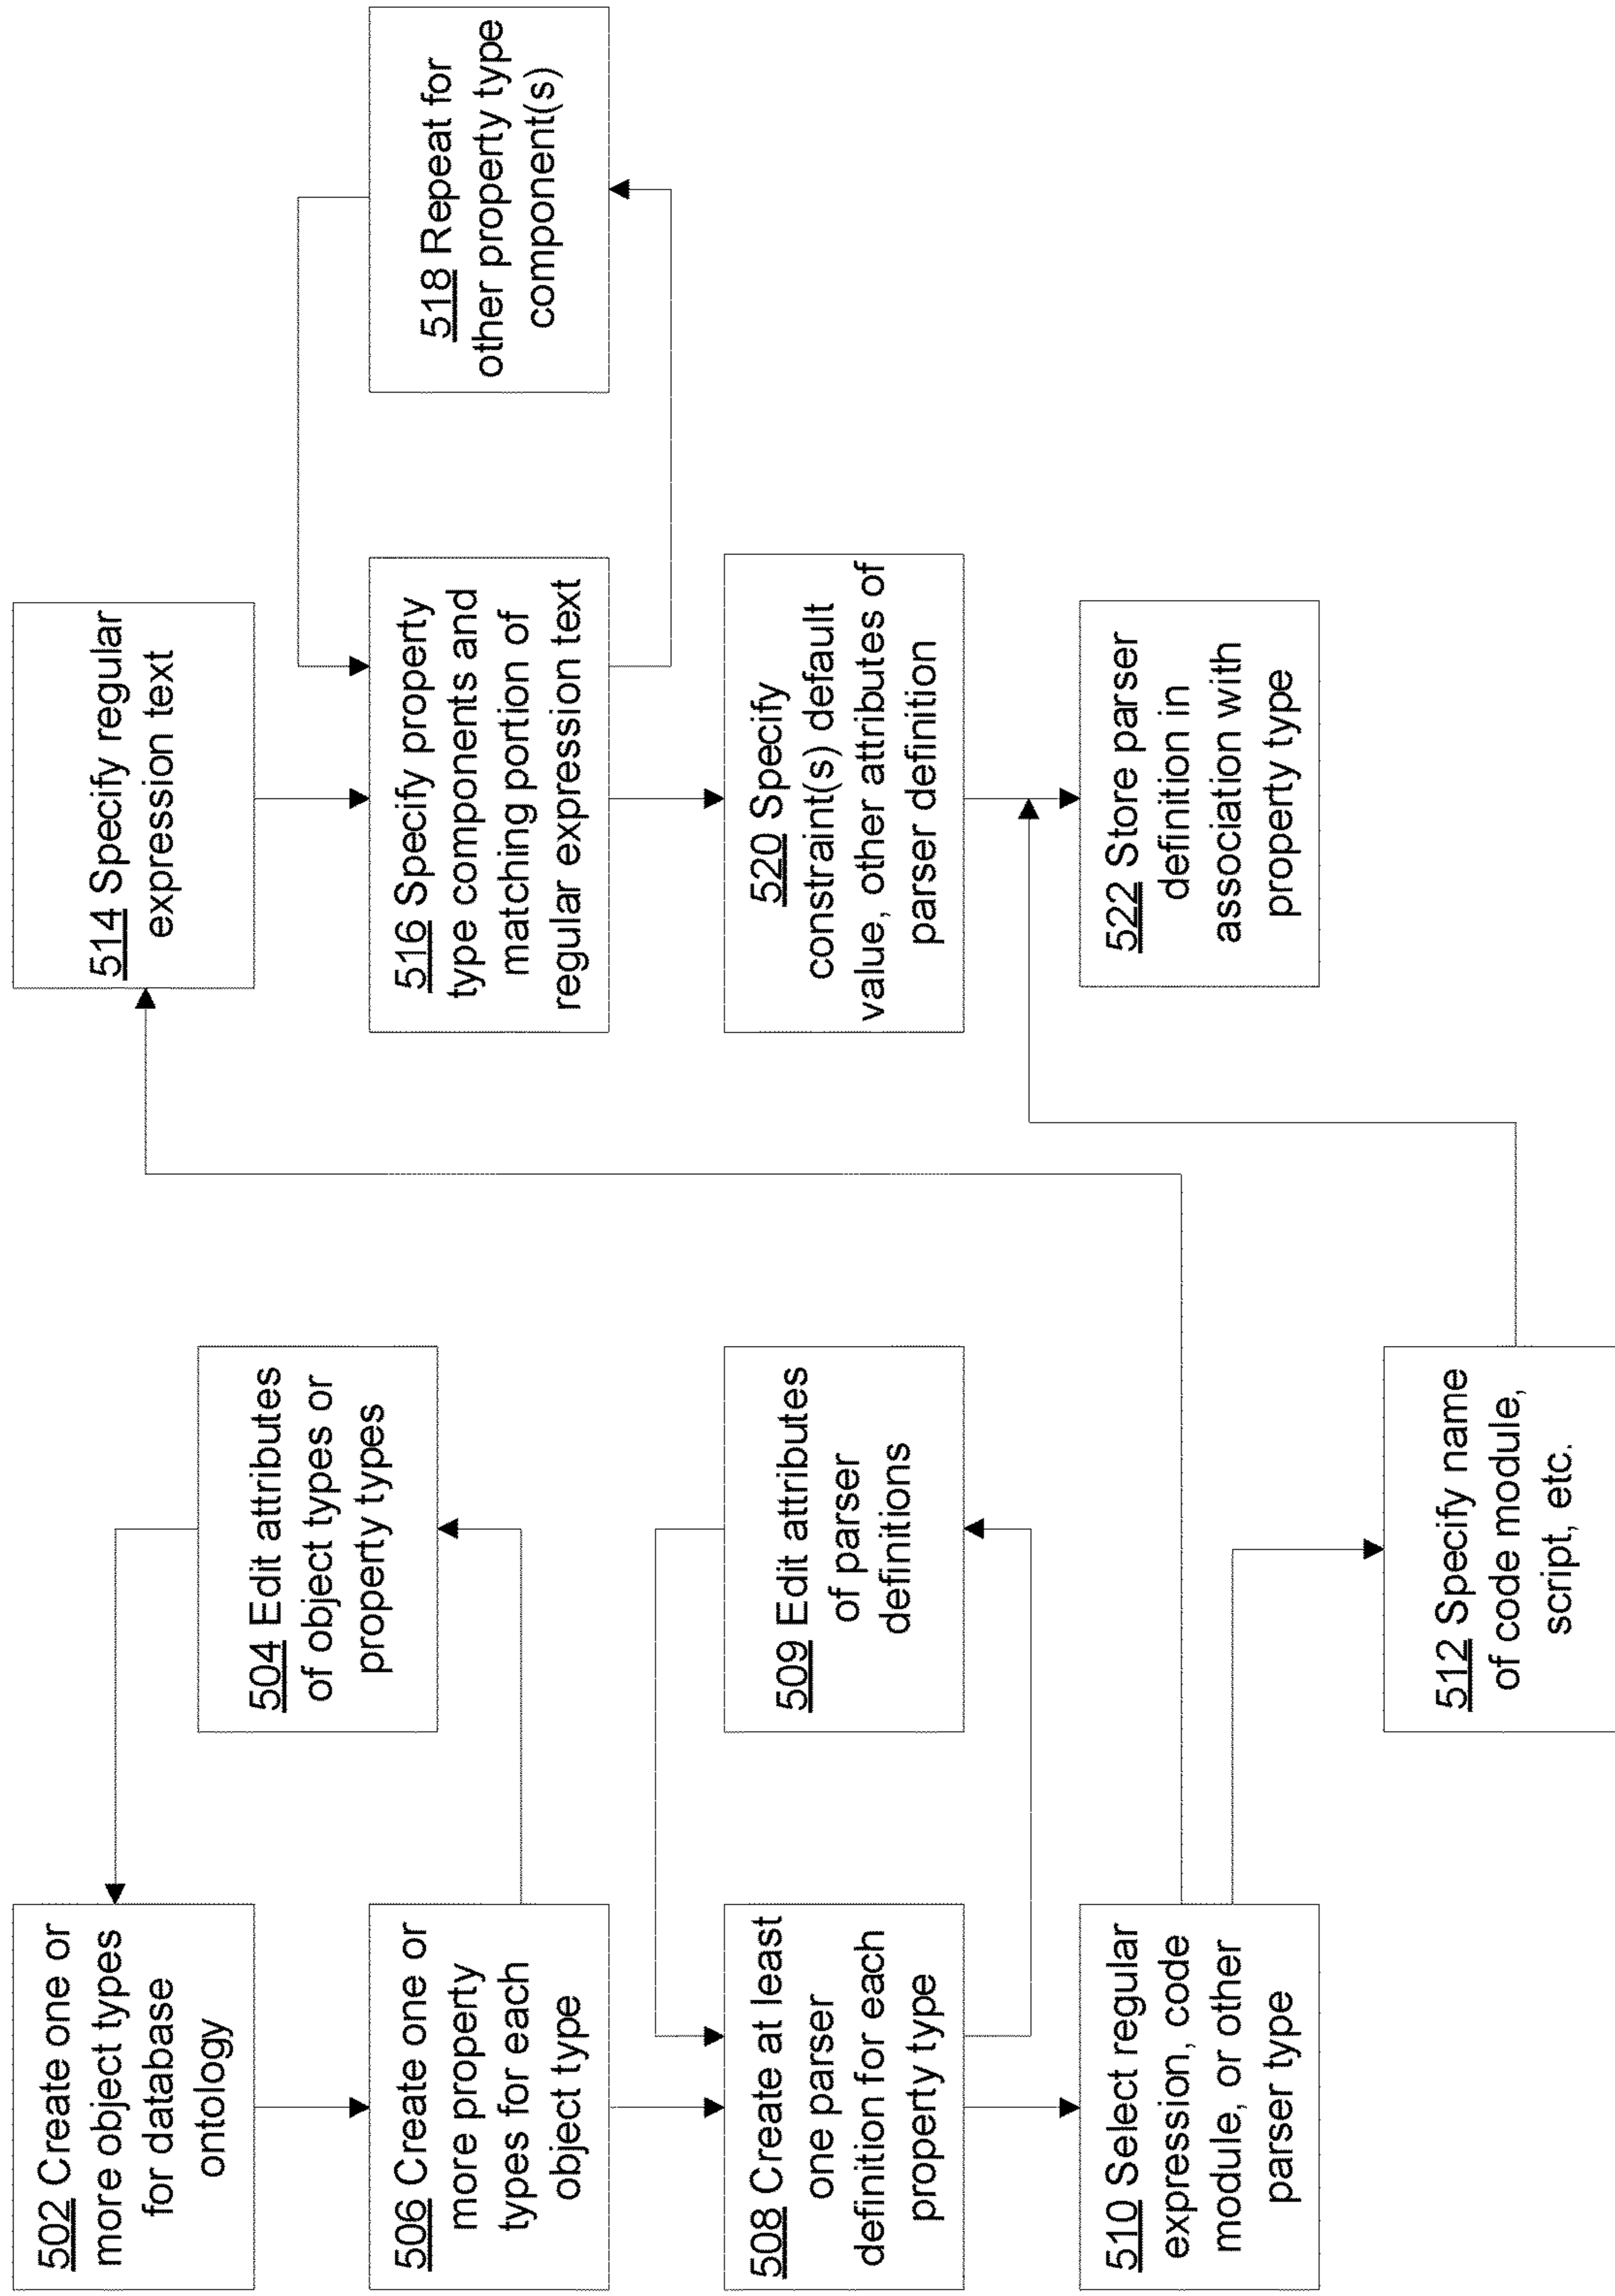 502 Create one or
more object types
for database
ontology
504 Edit attributes
of object types or
property types
506 Create one or
more property
types for each
object type
508 Create at least
one parser
definition for each
property type
509 Edit attributes
of parser
definitions
510 Select regular
expression, code
module, or other
parser type
512 Specify name
of code module,
script, etc.
514 Specify regular
expression text
516 Specify property
type components and
matching portion of
regular expression text
518 Repeat for
other property type
component(s)
520 Specify
constraint(s) default
value, other attributes of
parser definition
522 Store parser
definition in
association with
property type